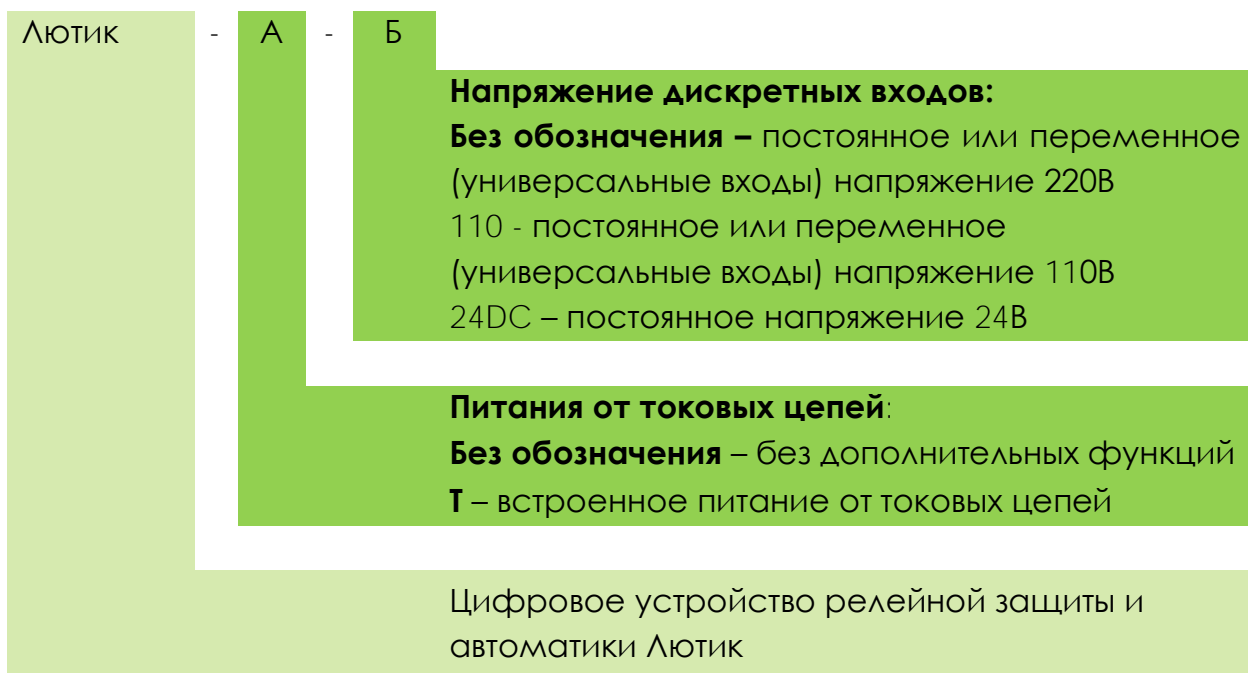 Лютик - А - Б
Напряжение дискретных входов:
Без обозначения – постоянное или переменное
(универсальные входы) напряжение 220В
110 - постоянное или переменное
(универсальные входы) напряжение 110В
24DC – постоянное напряжение 24В
Питания от токовых цепей:
Без обозначения – без дополнительных функций
Т – встроенное питание от токовых цепей
Цифровое устройство релейной защиты и
автоматики Лютик